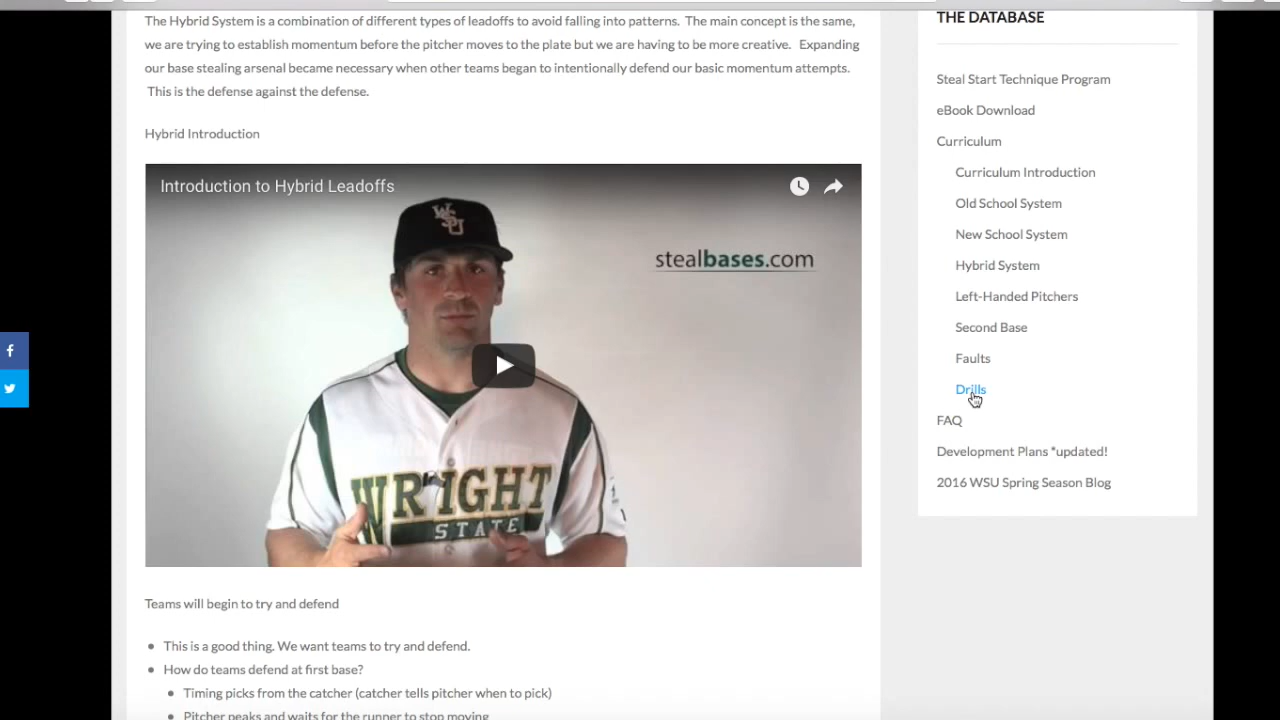 The Hybrid System is a combination of different types of leadoffs to avoid falling into patterns. The main concept is the same,
we are trying to establish momentum before the pitcher moves to the plate but we are having to be more creative. Expanding
our base stealing arsenal became necessary when other teams began to intentionally defend our basic momentum attempts.
This is the defense against the defense.
Hybrid Introduction
Introduction to Hybrid Leadoffs
WSU
stealbases.com
WRIGHT
STATE
Teams will begin to try and defend
This is a good thing. We want teams to try and defend.
How do teams defend at first base?
Timing picks from the catcher (catcher tells pitcher when to pick)
Pitcher peaks and waits for the runner to stop moving
THE DATABASE
Steal Start Technique Program
eBook Download
Curriculum
Curriculum Introduction
Old School System
New School System
Hybrid System
Left-Handed Pitchers
Second Base
Faults
Drills
FAQ
Development Plans *updated!
2016 WSU Spring Season Blog